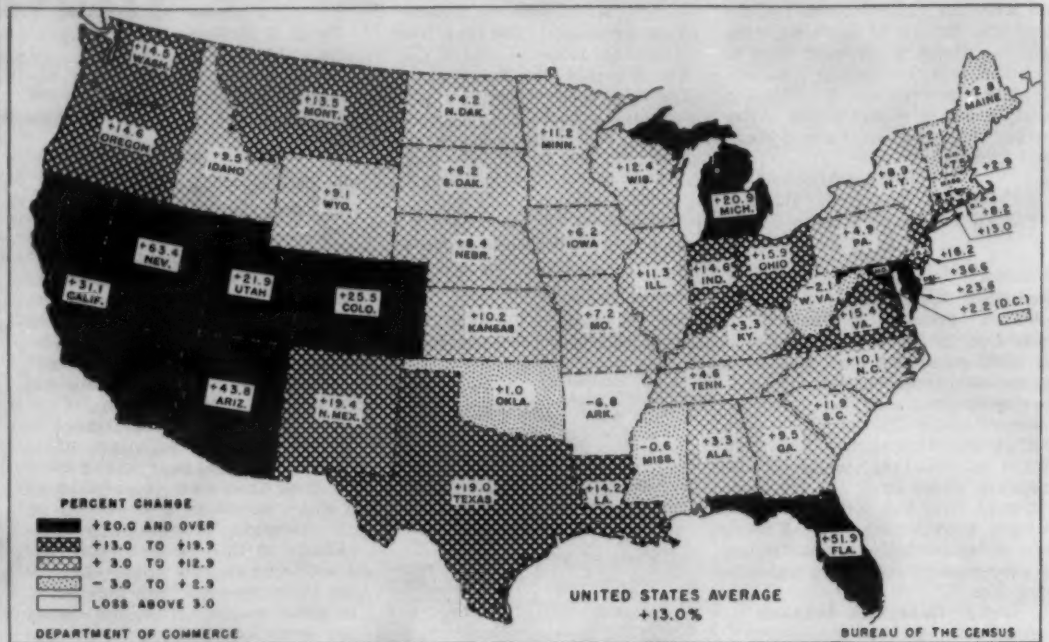 +14.5
WASH.
+14.6
OREGON
+13.5
MONT.
+9.5
IDAHO
+9.1
WYO.
+4.2
N.DAK.
+6.2
S.DAK.
+8.4
NEBR.
+10.2
KANSAS
+11.2
MINN.
+6.2
IOWA
+7.2
MO.
+12.4
WIS.
+11.3
ILL.
+20.9
MICH.
+14.6
IND.
+15.9
OHIO
+3.3
KY.
+4.6
TENN.
-2.1
W.VA.
+15.4
VA.
+10.1
N.C.
+11.9
S.C.
+9.5
GA.
+3.3
ALA.
-0.6
MISS.
-6.8
ARK.
+14.2
LA.
+1.0
OKLA.
+19.0
TEXAS
+19.4
N.MEX.
+43.8
ARIZ.
+25.5
COLO.
+21.9
UTAH
+63.4
NEV.
+31.1
CALIF.
+51.9
FLA.
+4.9
PA.
+8.9
N.Y.
+2.8
MAINE
+2.9
+8.2
+13.0
+16.2
+36.6
+23.6
+2.2 (D.C.)
PERCENT CHANGE
+20.0 AND OVER
+13.0 TO +19.9
+ 3.0 TO +12.9
- 3.0 TO + 2.9
LOSS ABOVE 3.0
UNITED STATES AVERAGE
+13.0%
DEPARTMENT OF COMMERCE
BUREAU OF THE CENSUS